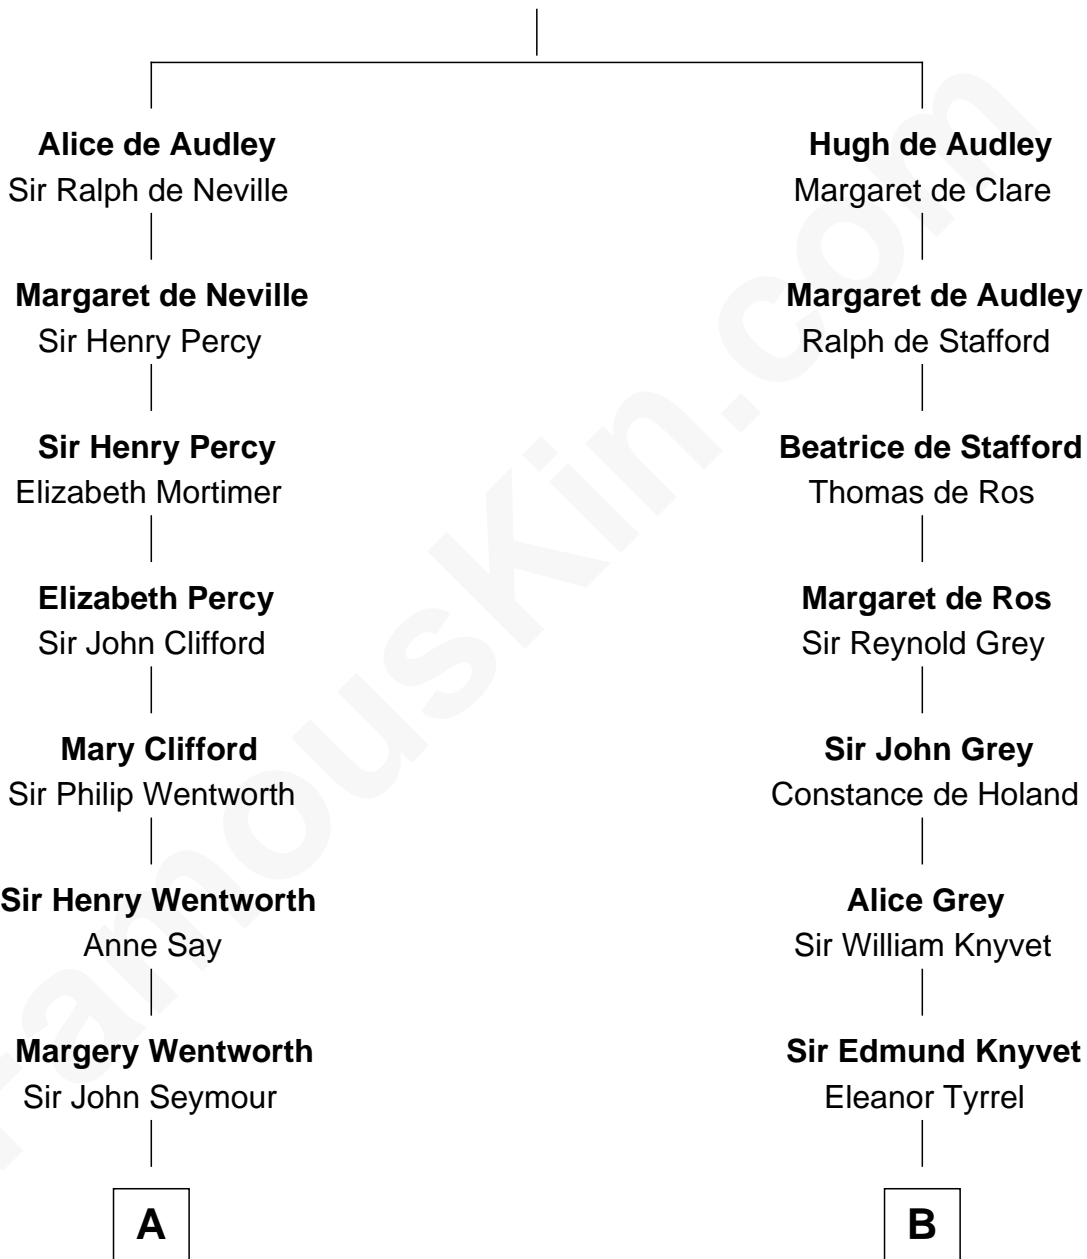 Alice de Audley
Sir Ralph de Neville
Margaret de Neville
Sir Henry Percy
Sir Henry Percy
Elizabeth Mortimer
Elizabeth Percy
Sir John Clifford
Mary Clifford
Sir Philip Wentworth
Sir Henry Wentworth
Anne Say
Margery Wentworth
Sir John Seymour
A
Hugh de Audley
Margaret de Clare
Margaret de Audley
Ralph de Stafford
Beatrice de Stafford
Thomas de Ros
Margaret de Ros
Sir Reynold Grey
Sir John Grey
Constance de Holand
Alice Grey
Sir William Knyvet
Sir Edmund Knyvet
Eleanor Tyrrel
B
FamousKin.com